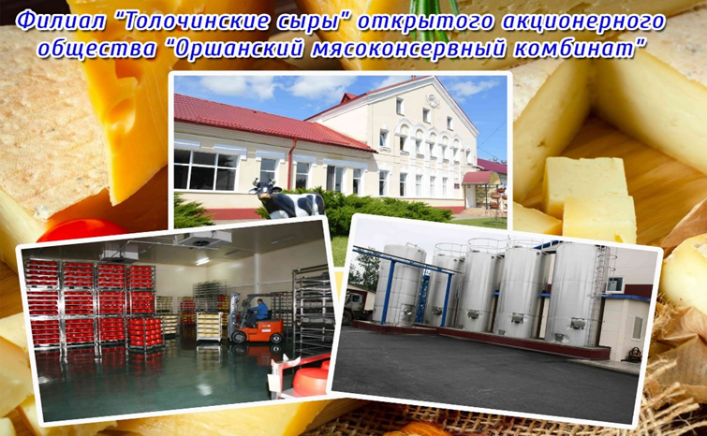 Филиал "Толочинские сыры" открытого акционерного
общества "Оршанский мясоконсервный комбинат"